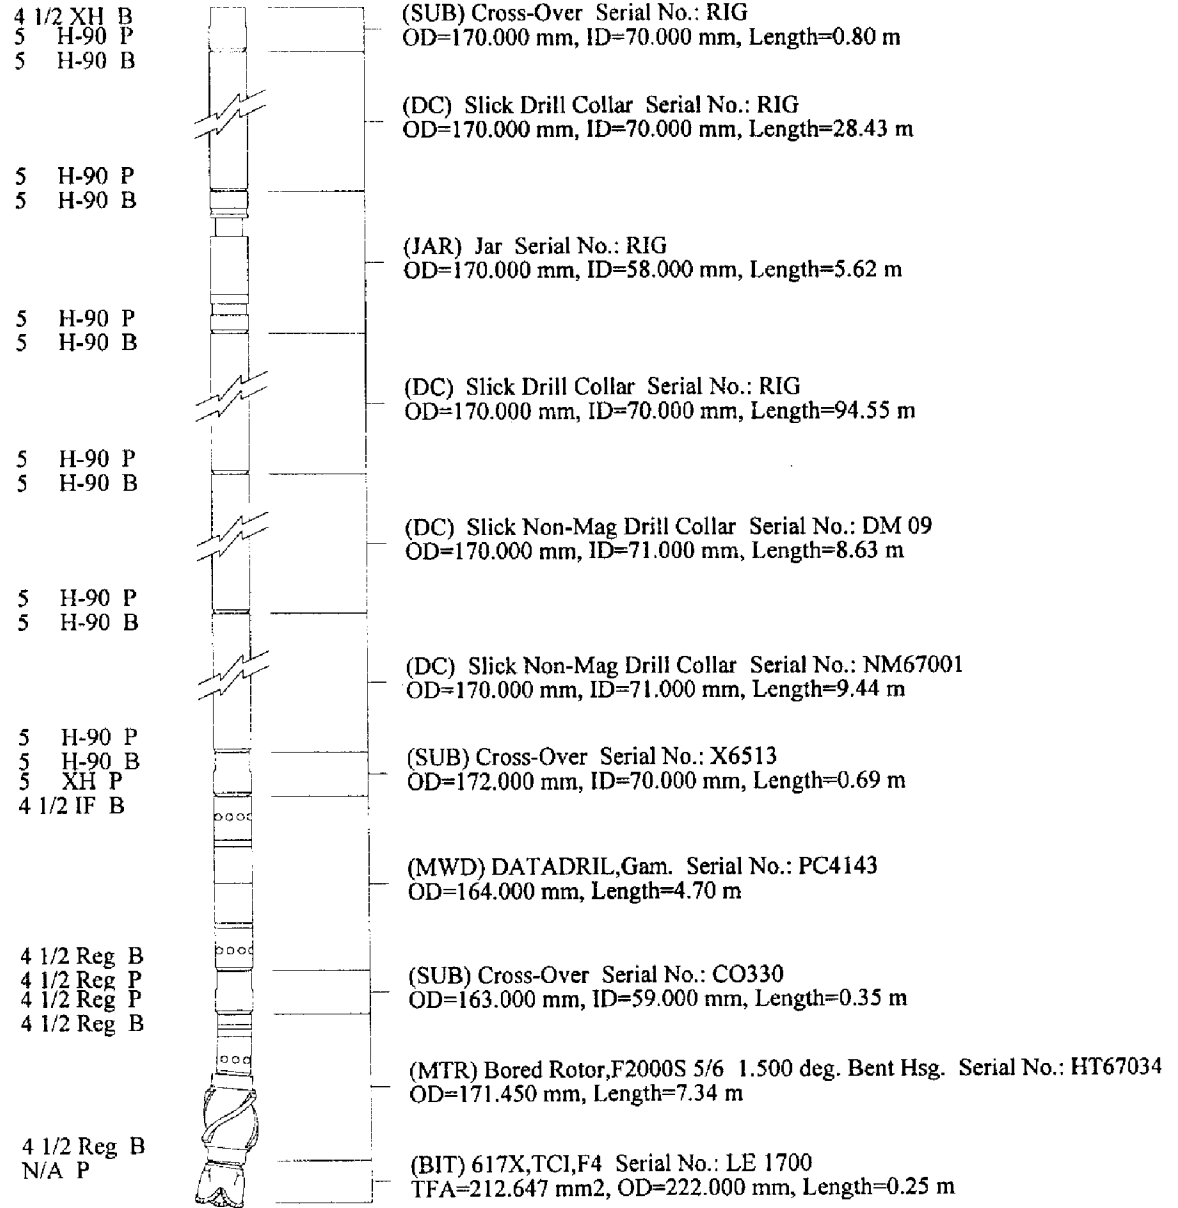 4 1/2 XH B
5 H-90 P
5 H-90 B
(SUB) Cross-Over Serial No.: RIG
OD=170.000 mm, ID=70.000 mm, Length=0.80 m
(DC) Slick Drill Collar Serial No.: RIG
OD=170.000 mm, ID=70.000 mm, Length=28.43 m
5 H-90 P
5 H-90 B
(JAR) Jar Serial No.: RIG
OD=170.000 mm, ID=58.000 mm, Length=5.62 m
5 H-90 P
5 H-90 B
(DC) Slick Drill Collar Serial No.: RIG
OD=170.000 mm, ID=70.000 mm, Length=94.55 m
5 H-90 P
5 H-90 B
(DC) Slick Non-Mag Drill Collar Serial No.: DM 09
OD=170.000 mm, ID=71.000 mm, Length=8.63 m
5 H-90 P
5 H-90 B
(DC) Slick Non-Mag Drill Collar Serial No.: NM67001
OD=170.000 mm, ID=71.000 mm, Length=9.44 m
5 H-90 P
5 H-90 B
5 XH P
4 1/2 IF B
(SUB) Cross-Over Serial No.: X6513
OD=172.000 mm, ID=70.000 mm, Length=0.69 m
(MWD) DATADRIL,Gam. Serial No.: PC4143
OD=164.000 mm, Length=4.70 m
4 1/2 Reg B
4 1/2 Reg P
4 1/2 Reg P
4 1/2 Reg B
(SUB) Cross-Over Serial No.: CO330
OD=163.000 mm, ID=59.000 mm, Length=0.35 m
(MTR) Bored Rotor,F2000S 5/6 1.500 deg. Bent Hsg. Serial No.: HT67034
OD=171.450 mm, Length=7.34 m
4 1/2 Reg B
N/A P
(BIT) 617X,TCI,F4 Serial No.: LE 1700
TFA=212.647 mm2, OD=222.000 mm, Length=0.25 m